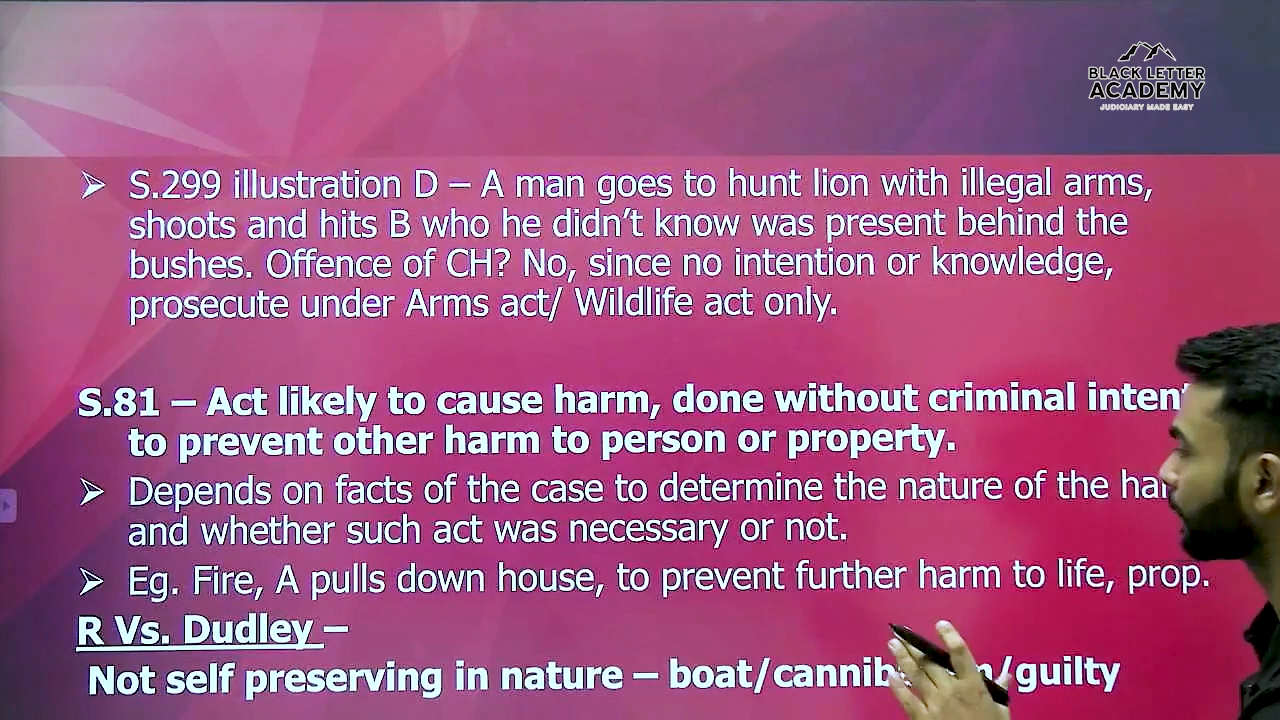 BLACK LETTER
ACADEMY
JUDICIARY MADE EASY
➢ S.299 illustration D – A man goes to hunt lion with illegal arms,
shoots and hits B who he didn't know was present behind the
bushes. Offence of CH? No, since no intention or knowledge,
prosecute under Arms act/ Wildlife act only.
S.81 – Act likely to cause harm, done without criminal
to prevent other harm to person or property.
➢ Depends on facts of the case to determine the nature of the
and whether such act was necessary or not.
➢ Eg. Fire, A pulls down house, to prevent further harm to life, prop.
R Vs. Dudley –
Not self preserving in nature – boat/ /guilty